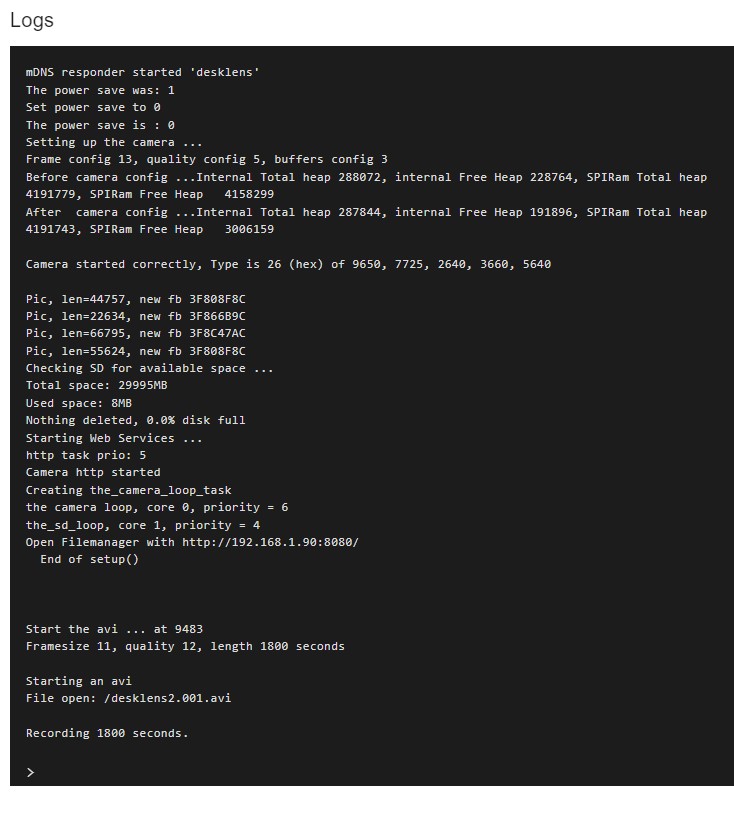 Logs
mDNS responder started 'desklens'
The power save was: 1
Set power save to 0
The power save is : 0
Setting up the camera ...
Frame config 13, quality config 5, buffers config 3
Before camera config ...Internal Total heap 288072, internal Free Heap 228764, SPIRam Total heap
4191779, SPIRam Free Heap   4158299
After  camera config ...Internal Total heap 287844, internal Free Heap 191896, SPIRam Total heap
4191743, SPIRam Free Heap   3006159
Camera started correctly, Type is 26 (hex) of 9650, 7725, 2640, 3660, 5640
Pic, len=44757, new fb 3F808F8C
Pic, len=22634, new fb 3F866B9C
Pic, len=66795, new fb 3F8C47AC
Pic, len=55624, new fb 3F808F8C
Checking SD for available space ...
Total space: 29995MB
Used space: 8MB
Nothing deleted, 0.0% disk full
Starting Web Services ...
http task prio: 5
Camera http started
Creating the_camera_loop_task
the camera loop, core 0, priority = 6
the_sd_loop, core 1, priority = 4
Open Filemanager with http://192.168.1.90:8080/
  End of setup()
Start the avi ... at 9483
Framesize 11, quality 12, length 1800 seconds
Starting an avi
File open: /desklens2.001.avi
Recording 1800 seconds.
>